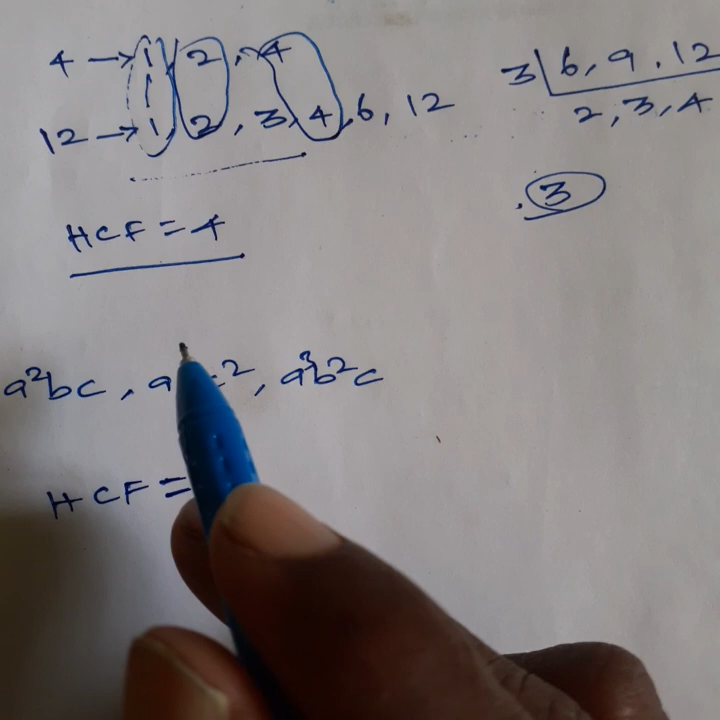 4 → 1, 2, 4
12 → 1, 2, 3, 4, 6, 12
HCF = 4
3 | 6, 9, 12
2, 3, 4
3
a²bc, a c², a³b²c
HCF =